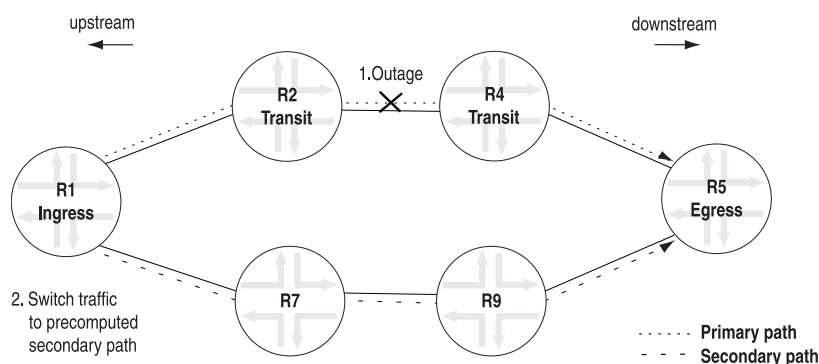 upstream
downstream
1.Outage
R2
Transit
R4
Transit
R1
Ingress
R5
Egress
R7
R9
2. Switch traffic
to precomputed
secondary path
Primary path
Secondary path